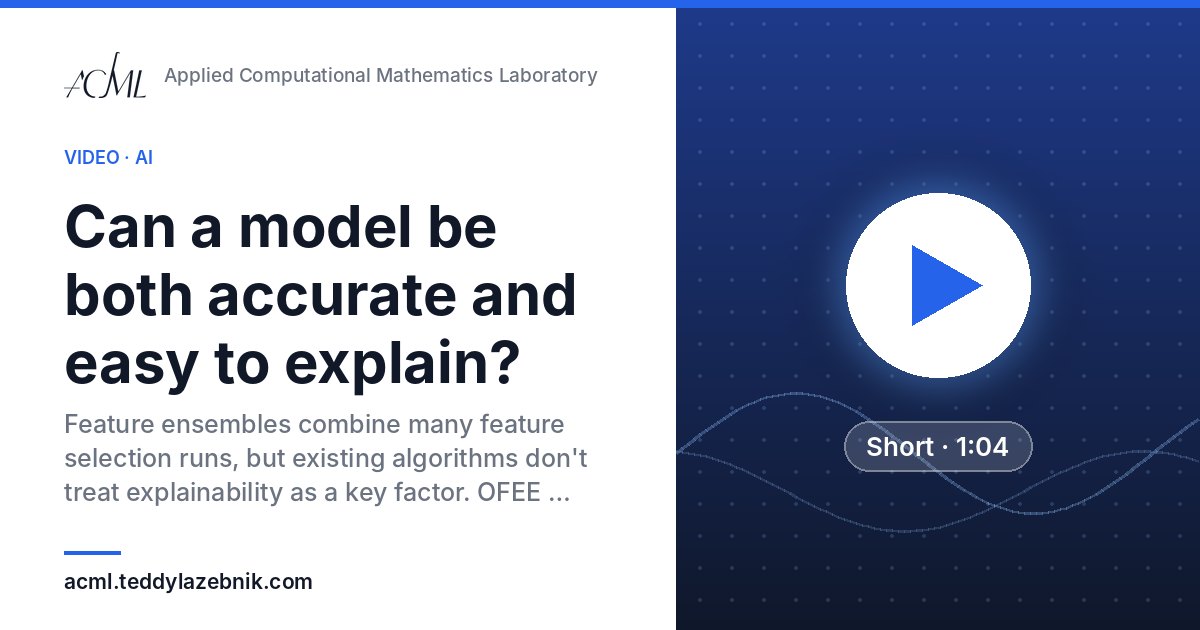 ACML Applied Computational Mathematics Laboratory
VIDEO · AI
Can a model be
both accurate and
easy to explain?
Feature ensembles combine many feature
selection runs, but existing algorithms don't
treat explainability as a key factor. OFEE ...
acml.teddylazebnik.com
Short · 1:04